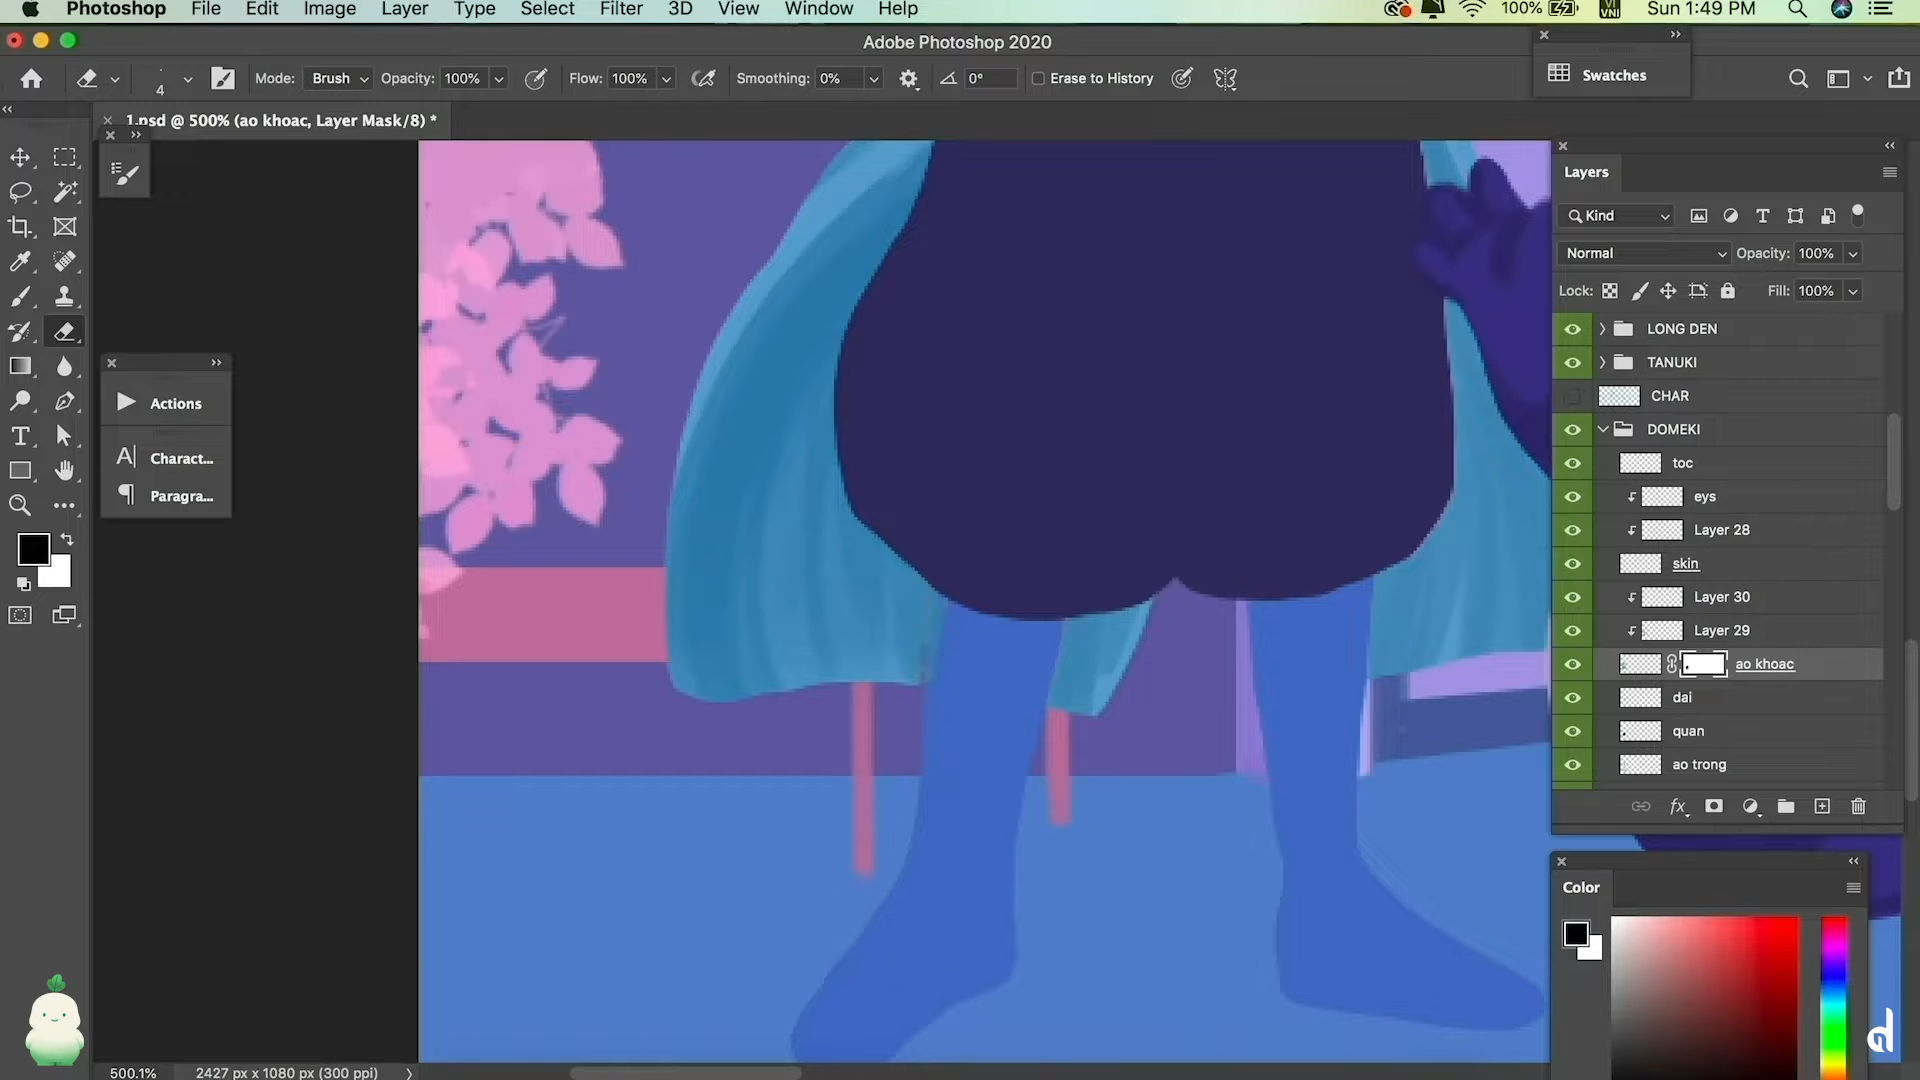 Photoshop File Edit Image Layer Type Select Filter 3D View Window Help 100% VNI Sun 1:49 PM
Adobe Photoshop 2020
4 Mode: Brush Opacity: 100% Flow: 100% Smoothing: 0% 0° Erase to History
Swatches
1.psd @ 500% (ao khoac, Layer Mask/8) *
Layers
Kind
Normal Opacity: 100%
Lock: Fill: 100%
LONG DEN
TANUKI
CHAR
DOMEKI
toc
eys
Layer 28
skin
Layer 30
Layer 29
ao khoac
dai
quan
ao trong
fx
Actions
Charact...
Paragra...
Color
500.1% 2427 px x 1080 px (300 ppi)